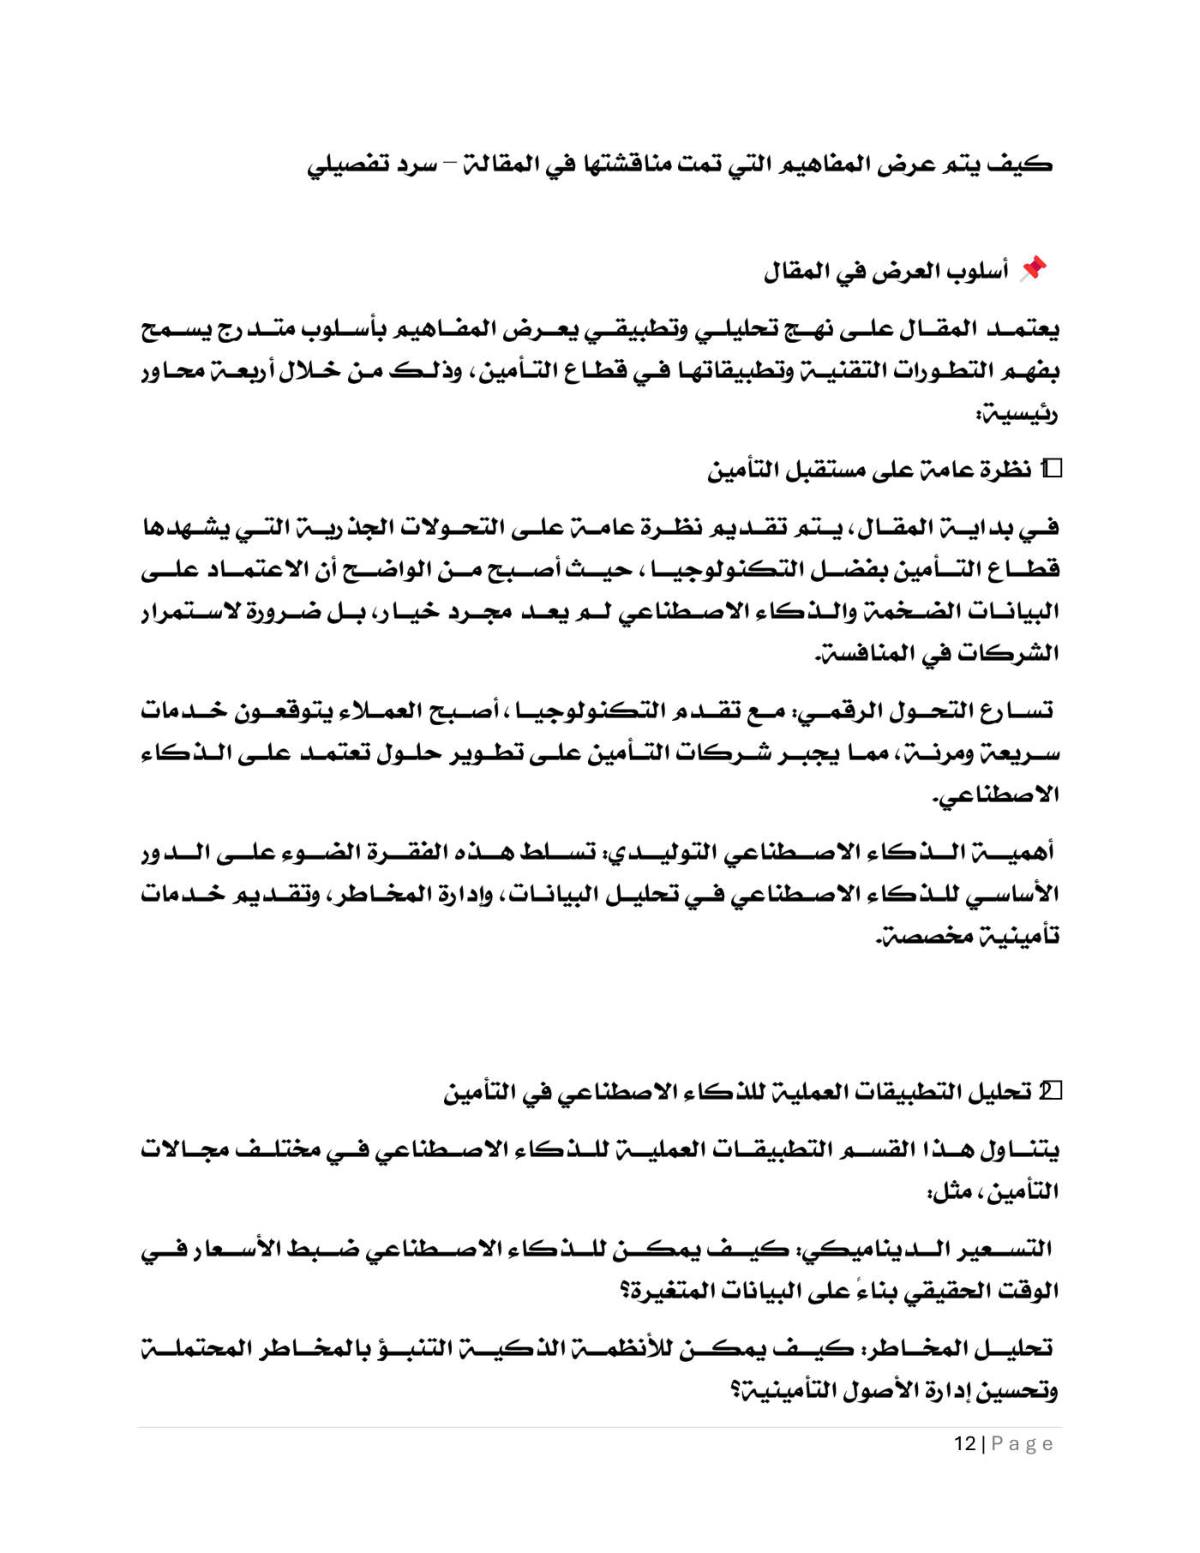 كيف يتم عرض المفاهيم التي تمت مناقشتها في المقالة – سرد تفصيلي
📌 أسلوب العرض في المقال
يعتمد المقال على نهج تحليلي وتطبيقي يعرض المفاهيم بأسلوب متدرج يسمح
بفهم التطورات التقنية وتطبيقاتها في قطاع التأمين، وذلك من خلال أربعة محاور
رئيسية:
1 نظرة عامة على مستقبل التأمين
في بداية المقال، يتم تقديم نظرة عامة على التحولات الجذرية التي يشهدها
قطاع التأمين بفضل التكنولوجيا، حيث أصبح من الواضح أن الاعتماد على
البيانات الضخمة والذكاء الاصطناعي لم يعد مجرد خيار، بل ضرورة لاستمرار
الشركات في المنافسة.
تسارع التحول الرقمي: مع تقدم التكنولوجيا، أصبح العملاء يتوقعون خدمات
سريعة ومرنة، مما يجبر شركات التأمين على تطوير حلول تعتمد على الذكاء
الاصطناعي.
أهمية الذكاء الاصطناعي التوليدي: تسلط هذه الفقرة الضوء على الدور
الأساسي للذكاء الاصطناعي في تحليل البيانات، وإدارة المخاطر، وتقديم خدمات
تأمينية مخصصة.
2 تحليل التطبيقات العملية للذكاء الاصطناعي في التأمين
يتناول هذا القسم التطبيقات العملية للذكاء الاصطناعي في مختلف مجالات
التأمين، مثل:
التسعير الديناميكي: كيف يمكن للذكاء الاصطناعي ضبط الأسعار في
الوقت الحقيقي بناءً على البيانات المتغيرة؟
تحليل المخاطر: كيف يمكن للأنظمة الذكية التنبؤ بالمخاطر المحتملة
وتحسين إدارة الأصول التأمينية؟
12 | Page